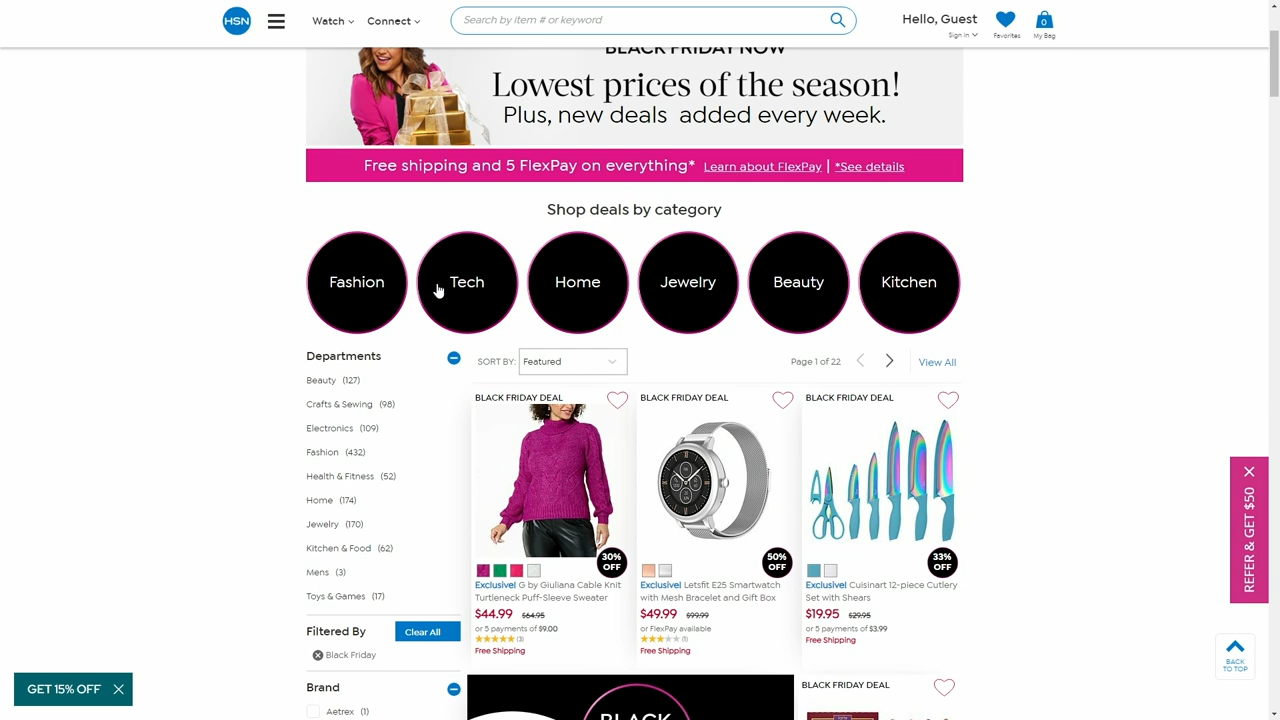 HSN
Watch
Connect
Search by item # or keyword
Hello, Guest
Sign In
Favorites
0
My Bag
BLACK FRIDAY NOW
Lowest prices of the season!
Plus, new deals added every week.
Free shipping and 5 FlexPay on everything* Learn about FlexPay | *See details
Shop deals by category
Fashion
Tech
Home
Jewelry
Beauty
Kitchen
Departments
Beauty (127)
Crafts & Sewing (98)
Electronics (109)
Fashion (432)
Health & Fitness (52)
Home (174)
Jewelry (170)
Kitchen & Food (62)
Mens (3)
Toys & Games (17)
Filtered By
Clear All
Black Friday
Brand
Aetrex (1)
SORT BY: Featured
Page 1 of 22
View All
BLACK FRIDAY DEAL
30% OFF
Exclusive! G by Giuliana Cable Knit
Turtleneck Puff-Sleeve Sweater
$44.99 $64.95
or 5 payments of $9.00
(3)
Free Shipping
BLACK FRIDAY DEAL
50% OFF
Exclusive! Letsfit E25 Smartwatch
with Mesh Bracelet and Gift Box
$49.99 $99.99
or FlexPay available
(1)
Free Shipping
BLACK FRIDAY DEAL
33% OFF
Exclusive! Cuisinart 12-piece Cutlery
Set with Shears
$19.95 $29.95
or 5 payments of $3.99
Free Shipping
BLACK
BLACK FRIDAY DEAL
REFER & GET $50
BACK
TO TOP
GET 15% OFF